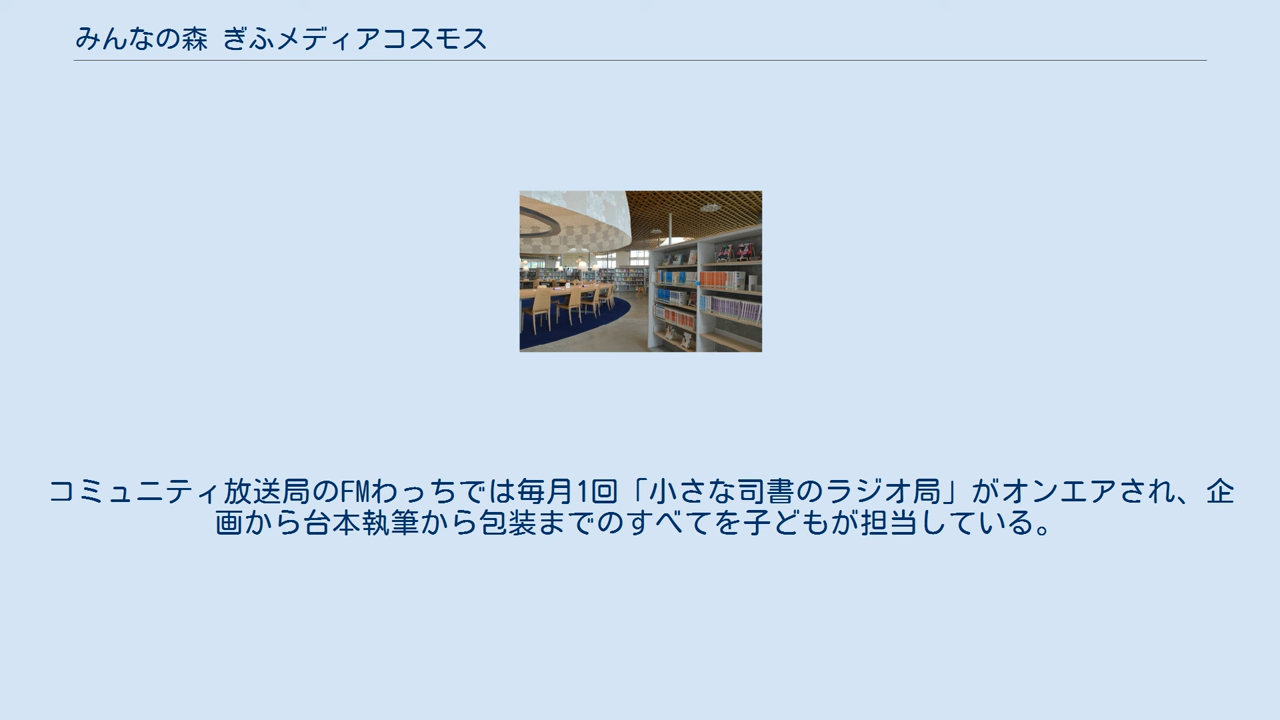 みんなの森 ぎふメディアコスモス
コミュニティ放送局のFMわっちでは毎月1回「小さな司書のラジオ局」がオンエアされ、企
画から台本執筆から包装までのすべてを子どもが担当している。